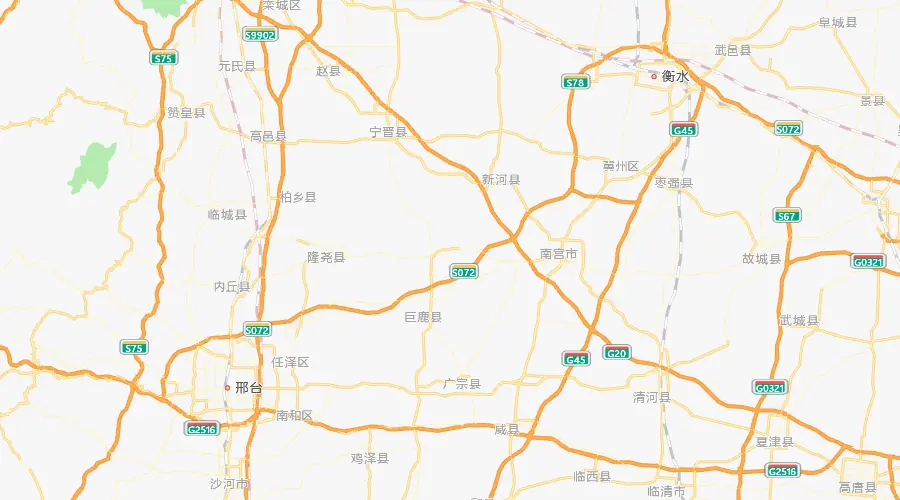 栾城区
S9902
S75
元氏县
赵县
武邑县
阜城县
衡水
S78
景县
赞皇县
G45
S072
高邑县
宁晋县
冀州区
新河县
枣强县
柏乡县
临城县
S67
隆尧县
南宫市
故城县
G0321
S072
内丘县
巨鹿县
武城县
S072
S75
任泽区
G45
G20
邢台
广宗县
G0321
清河县
南和区
G2516
威县
夏津县
鸡泽县
G2516
沙河市
临西县
临清市
高唐县